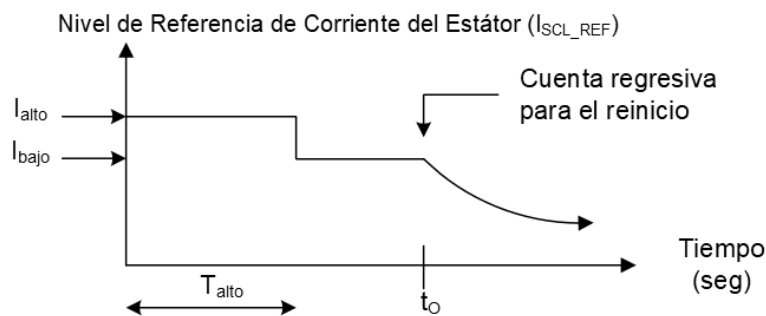 Nivel de Referencia de Corriente del Estátor (I_SCL_REF)
I_alto
Cuenta regresiva
para el reinicio
I_bajo
Tiempo
(seg)
T_alto
t_O